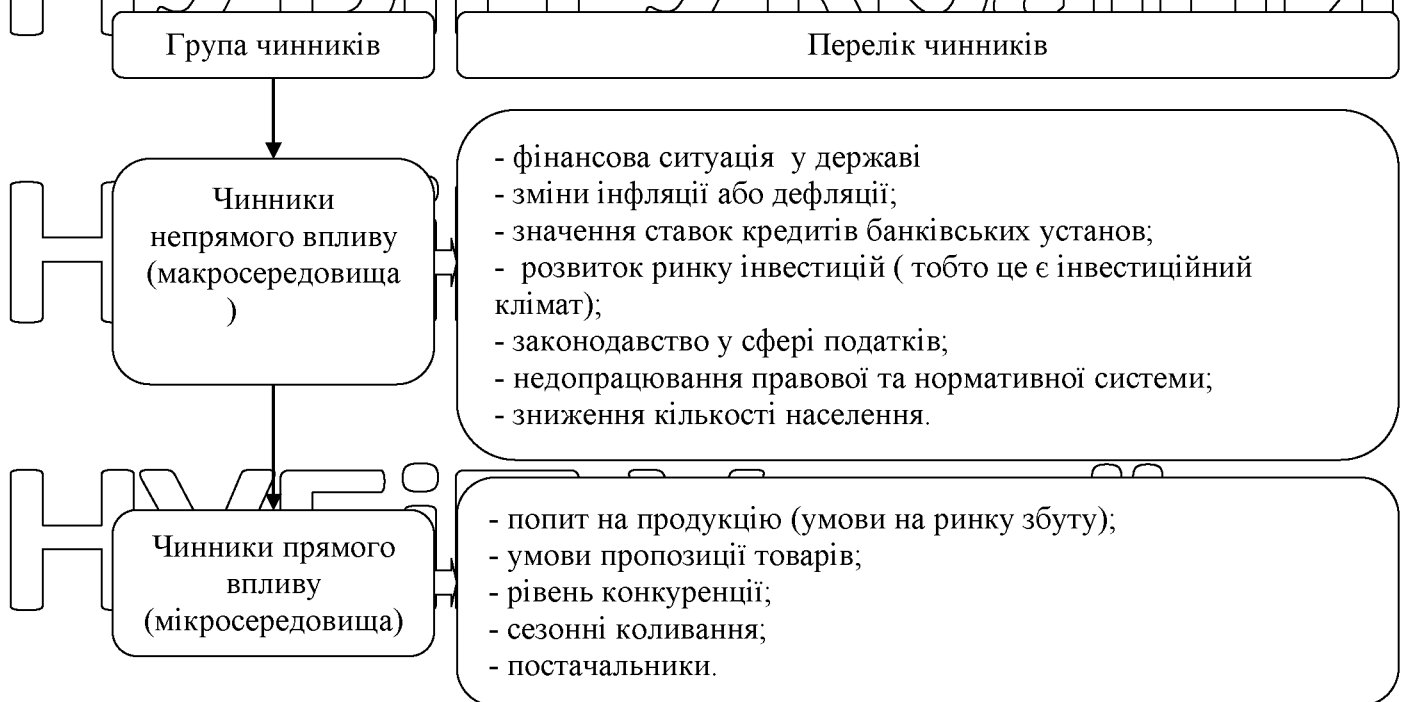 Група чинників
Перелік чинників
Чинники
непрямого впливу
(макросередовища
)
- фінансова ситуація  у державі
- зміни інфляції або дефляції;
- значення ставок кредитів банківських установ;
-  розвиток ринку інвестицій ( тобто це є інвестиційний
клімат);
- законодавство у сфері податків;
- недопрацювання правової та нормативної системи;
- зниження кількості населення.
Чинники прямого
впливу
(мікросередовища)
- попит на продукцію (умови на ринку збуту);
- умови пропозиції товарів;
- рівень конкуренції;
- сезонні коливання;
- постачальники.